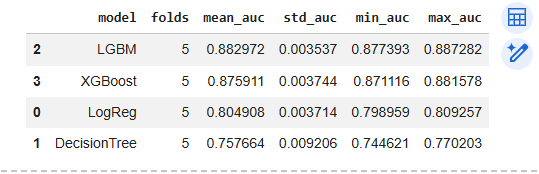 model folds mean_auc std_auc min_auc max_auc
2 LGBM 5 0.882972 0.003537 0.877393 0.887282
3 XGBoost 5 0.875911 0.003744 0.871116 0.881578
0 LogReg 5 0.804908 0.003714 0.798959 0.809257
1 DecisionTree 5 0.757664 0.009206 0.744621 0.770203